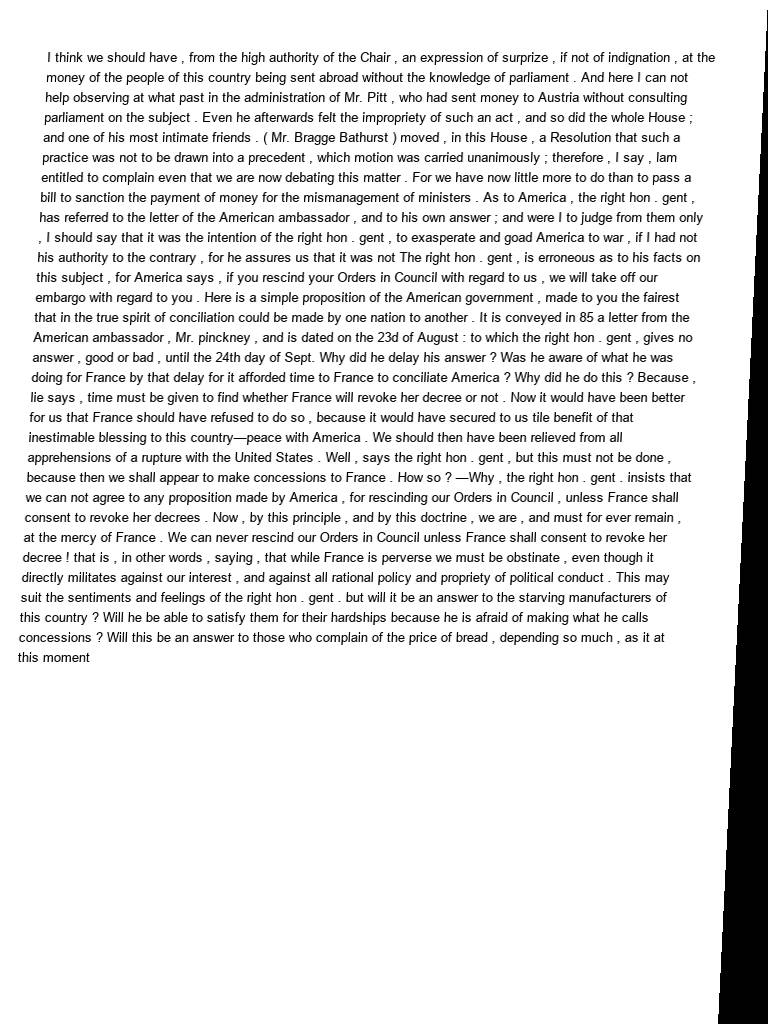 I think we should have , from the high authority of the Chair , an expression of surprize , if not of indignation , at the
money of the people of this country being sent abroad without the knowledge of parliament . And here I can not
help observing at what past in the administration of Mr. Pitt , who had sent money to Austria without consulting
parliament on the subject . Even he afterwards felt the impropriety of such an act , and so did the whole House ;
and one of his most intimate friends . ( Mr. Bragge Bathurst ) moved , in this House , a Resolution that such a
practice was not to be drawn into a precedent , which motion was carried unanimously ; therefore , I say , lam
entitled to complain even that we are now debating this matter . For we have now little more to do than to pass a
bill to sanction the payment of money for the mismanagement of ministers . As to America , the right hon . gent ,
has referred to the letter of the American ambassador , and to his own answer ; and were I to judge from them only
, I should say that it was the intention of the right hon . gent , to exasperate and goad America to war , if I had not
his authority to the contrary , for he assures us that it was not The right hon . gent , is erroneous as to his facts on
this subject , for America says , if you rescind your Orders in Council with regard to us , we will take off our
embargo with regard to you . Here is a simple proposition of the American government , made to you the fairest
that in the true spirit of conciliation could be made by one nation to another . It is conveyed in 85 a letter from the
American ambassador , Mr. pinckney , and is dated on the 23d of August : to which the right hon . gent , gives no
answer , good or bad , until the 24th day of Sept. Why did he delay his answer ? Was he aware of what he was
doing for France by that delay for it afforded time to France to conciliate America ? Why did he do this ? Because ,
lie says , time must be given to find whether France will revoke her decree or not . Now it would have been better
for us that France should have refused to do so , because it would have secured to us tile benefit of that
inestimable blessing to this country—peace with America . We should then have been relieved from all
apprehensions of a rupture with the United States . Well , says the right hon . gent , but this must not be done ,
because then we shall appear to make concessions to France . How so ? —Why , the right hon . gent . insists that
we can not agree to any proposition made by America , for rescinding our Orders in Council , unless France shall
consent to revoke her decrees . Now , by this principle , and by this doctrine , we are , and must for ever remain ,
at the mercy of France . We can never rescind our Orders in Council unless France shall consent to revoke her
decree ! that is , in other words , saying , that while France is perverse we must be obstinate , even though it
directly militates against our interest , and against all rational policy and propriety of political conduct . This may
suit the sentiments and feelings of the right hon . gent . but will it be an answer to the starving manufacturers of
this country ? Will he be able to satisfy them for their hardships because he is afraid of making what he calls
concessions ? Will this be an answer to those who complain of the price of bread , depending so much , as it at
this moment